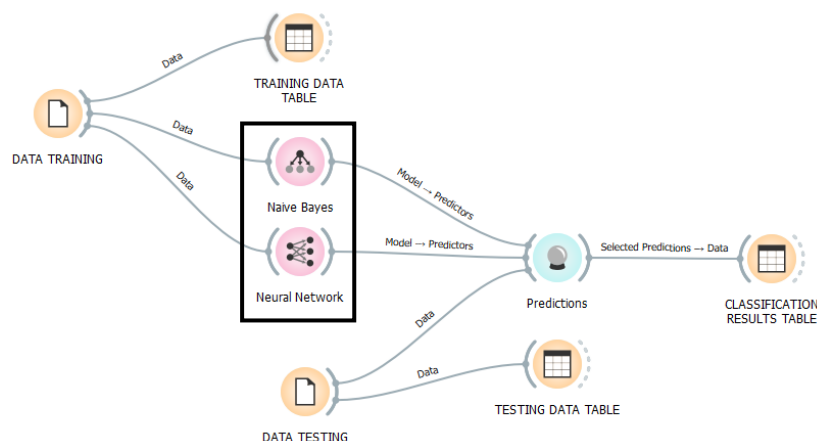 Data
TRAINING DATA
TABLE
Data
DATA TRAINING
Data
Naive Bayes
Model → Predictors
Model → Predictors
Neural Network
Selected Predictions → Data
Predictions
CLASSIFICATION
RESULTS TABLE
Data
Data
TESTING DATA TABLE
DATA TESTING